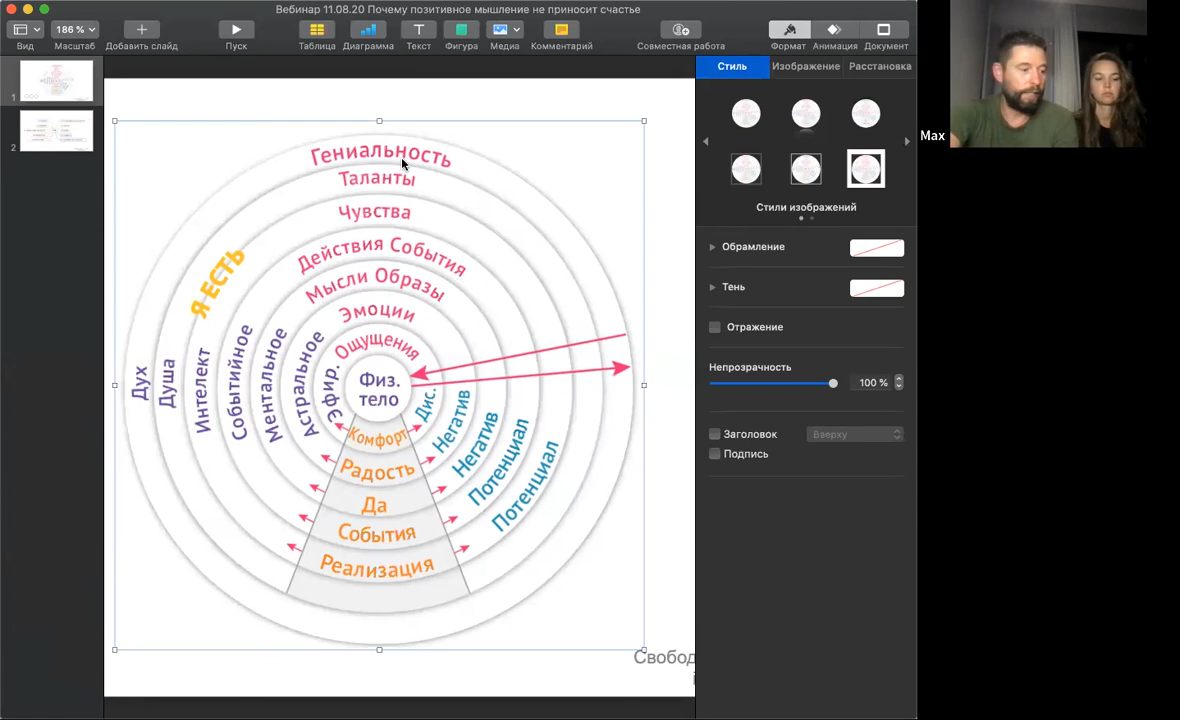 Вебинар 11.08.20 Почему позитивное мышление не приносит счастье
186 %
Вид
Масштаб
Добавить слайд
Пуск
Таблица
Диаграмма
Текст
Фигура
Медиа
Комментарий
Совместная работа
Формат
Анимация
Документ
1
2
Гениальность
Таланты
Чувства
Действия События
Мысли Образы
Эмоции
Ощущения
Физ.
тело
Я ЕСТЬ
Дух
Душа
Интелект
Событийное
Ментальное
Астральное
Эфир.
Дис.
Негатив
Негатив
Потенциал
Потенциал
Комфорт
Радость
Да
События
Реализация
Свобод
Стиль
Изображение
Расстановка
Стили изображений
Обрамление
Тень
Отражение
Непрозрачность
100 %
Заголовок
Вверху
Подпись
Max